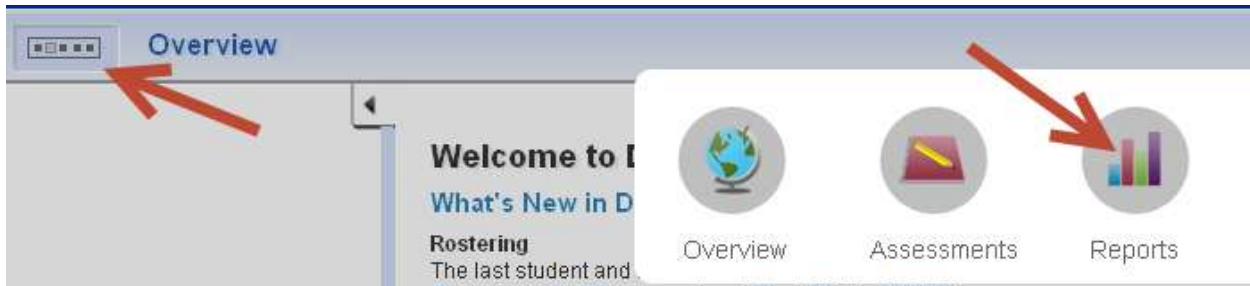 Overview
Welcome to D
What's New in D
Rostering
The last student and
Overview
Assessments
Reports